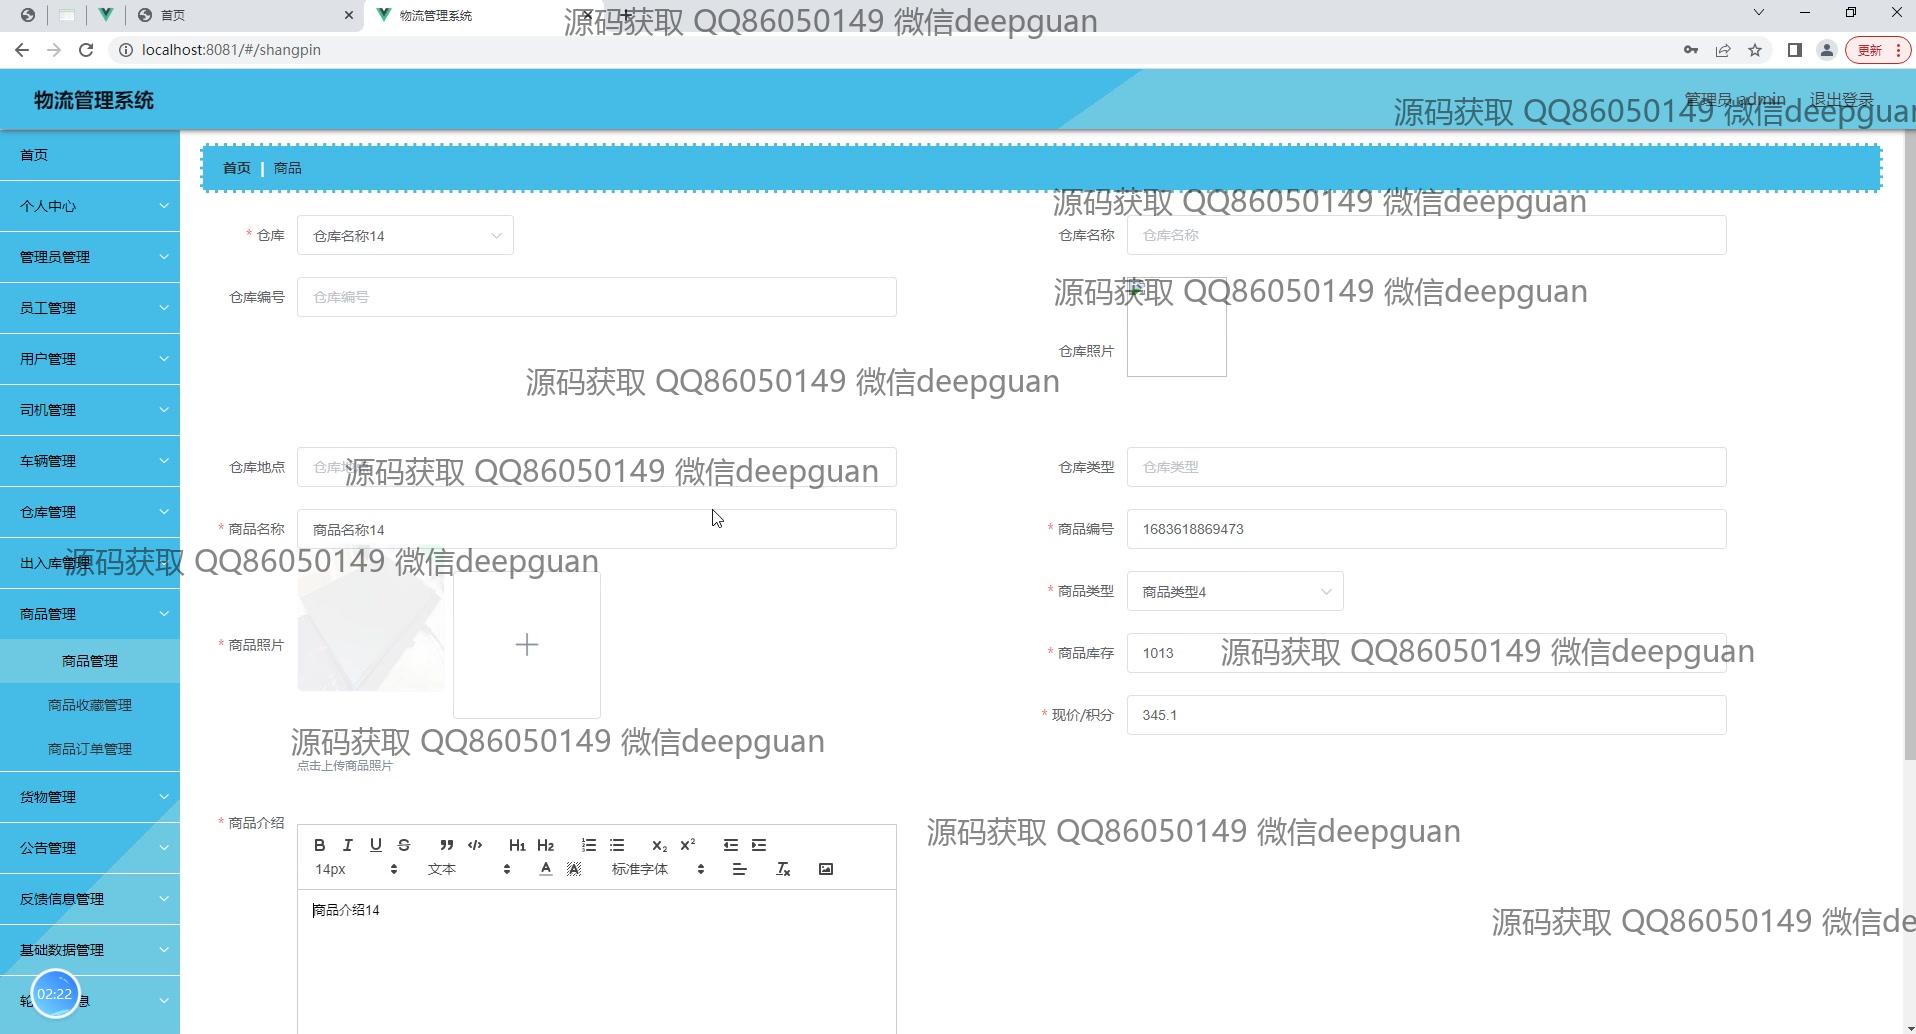 首页
物流管理系统
源码获取 QQ86050149 微信deepguan
localhost:8081/#/shangpin
更新
物流管理系统
管理员 admin
退出登录
源码获取 QQ86050149 微信deepguan
首页
个人中心
管理员管理
员工管理
用户管理
司机管理
车辆管理
仓库管理
出入库管理
商品管理
商品管理
商品收藏管理
商品订单管理
货物管理
公告管理
反馈信息管理
基础数据管理
02:22
首页 | 商品
源码获取 QQ86050149 微信deepguan
* 仓库 仓库名称14
仓库名称 仓库名称
仓库编号 仓库编号
源码获取 QQ86050149 微信deepguan
仓库照片
源码获取 QQ86050149 微信deepguan
仓库地点
源码获取 QQ86050149 微信deepguan
仓库类型 仓库类型
* 商品名称 商品名称14
* 商品编号 1683618869473
源码获取 QQ86050149 微信deepguan
* 商品类型 商品类型4
* 商品照片
* 商品库存 1013
源码获取 QQ86050149 微信deepguan
* 现价/积分 345.1
源码获取 QQ86050149 微信deepguan
点击上传商品照片
* 商品介绍
源码获取 QQ86050149 微信deepguan
B I U S H1 H2 x₂ x²
14px 文本 A A 标准字体
商品介绍14
源码获取 QQ86050149 微信de